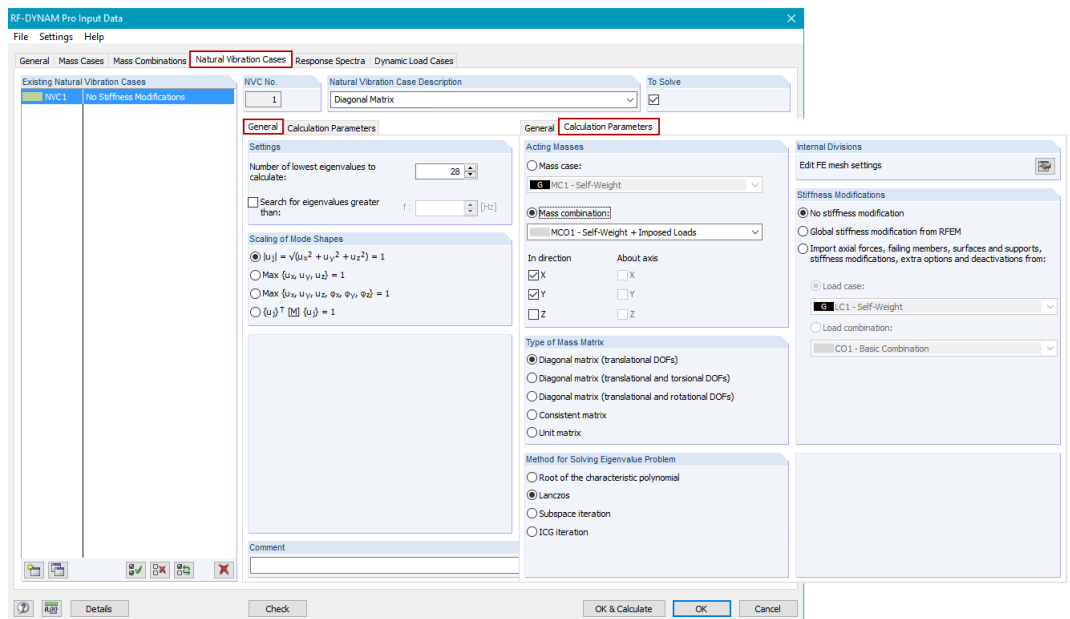 RF-DYNAM Pro Input Data
File Settings Help
General Mass Cases Mass Combinations Natural Vibration Cases Response Spectra Dynamic Load Cases
Existing Natural Vibration Cases
NVC1 No Stiffness Modifications
NVC No.
1
Natural Vibration Case Description
Diagonal Matrix
To Solve
General Calculation Parameters
Settings
Number of lowest eigenvalues to
calculate:
28
Search for eigenvalues greater
than:
f :
[Hz]
Scaling of Mode Shapes
|uj| = √(ux² + uy² + uz²) = 1
Max {ux, uy, uz} = 1
Max {ux, uy, uz, φx, φy, φz} = 1
{uj}ᵀ [M] {uj} = 1
Comment
General Calculation Parameters
Acting Masses
Mass case:
G MC1 - Self-Weight
Mass combination:
MCO1 - Self-Weight + Imposed Loads
In direction About axis
X X
Y Y
Z Z
Type of Mass Matrix
Diagonal matrix (translational DOFs)
Diagonal matrix (translational and torsional DOFs)
Diagonal matrix (translational and rotational DOFs)
Consistent matrix
Unit matrix
Method for Solving Eigenvalue Problem
Root of the characteristic polynomial
Lanczos
Subspace iteration
ICG iteration
Internal Divisions
Edit FE mesh settings
Stiffness Modifications
No stiffness modification
Global stiffness modification from RFEM
Import axial forces, failing members, surfaces and supports,
stiffness modifications, extra options and deactivations from:
Load case:
G LC1 - Self-Weight
Load combination:
CO1 - Basic Combination
0.00
Details Check OK & Calculate OK Cancel